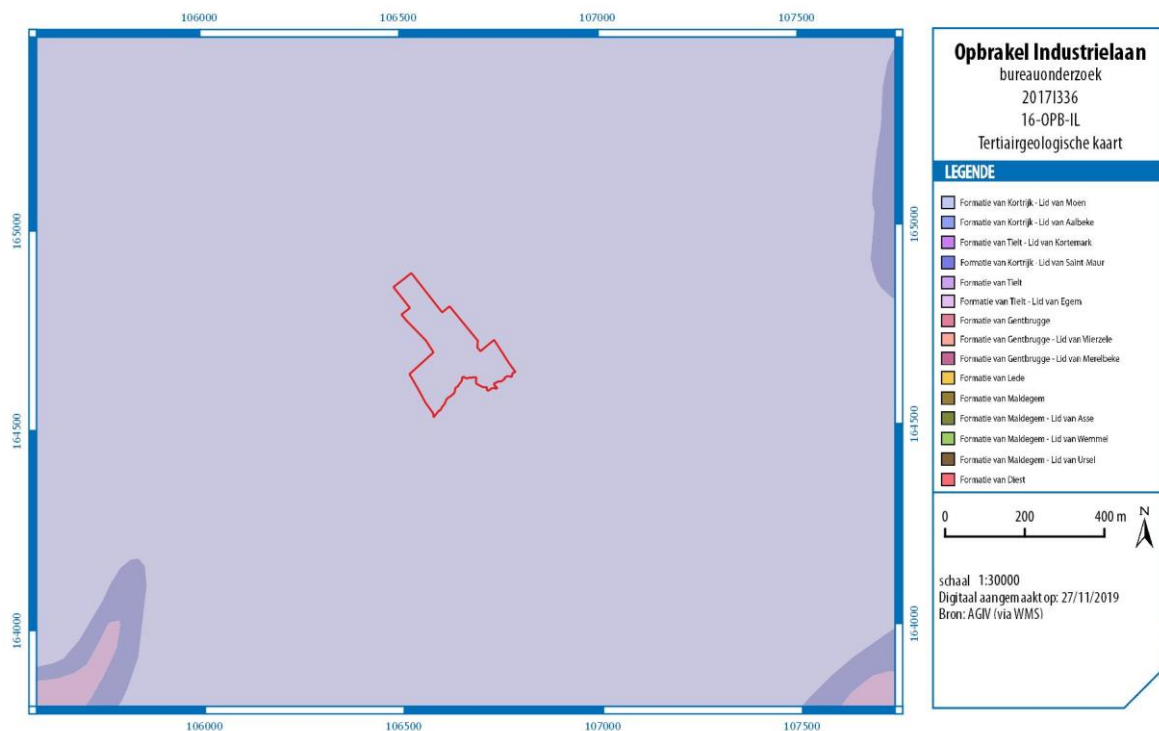 106000
106500
107000
107500
165000
164500
164000
165000
164500
164000
106000
106500
107000
107500
Opbrakel Industrielaan
bureauonderzoek
2017I336
16-OPB-IL
Tertiairgeologische kaart
LEGENDE
Formatie van Kortrijk - Lid van Moen
Formatie van Kortrijk - Lid van Aalbeke
Formatie van Tielt - Lid van Kortemark
Formatie van Kortrijk - Lid van Saint-Maur
Formatie van Tielt
Formatie van Tielt - Lid van Egem
Formatie van Gentbrugge
Formatie van Gentbrugge - Lid van Vlierzele
Formatie van Gentbrugge - Lid van Merelbeke
Formatie van Lede
Formatie van Maldegem
Formatie van Maldegem - Lid van Asse
Formatie van Maldegem - Lid van Wemmel
Formatie van Maldegem - Lid van Ursel
Formatie van Diest
0 200 400 m
N
schaal 1:30000
Digitaal aangemaakt op: 27/11/2019
Bron: AGIV (via WMS)